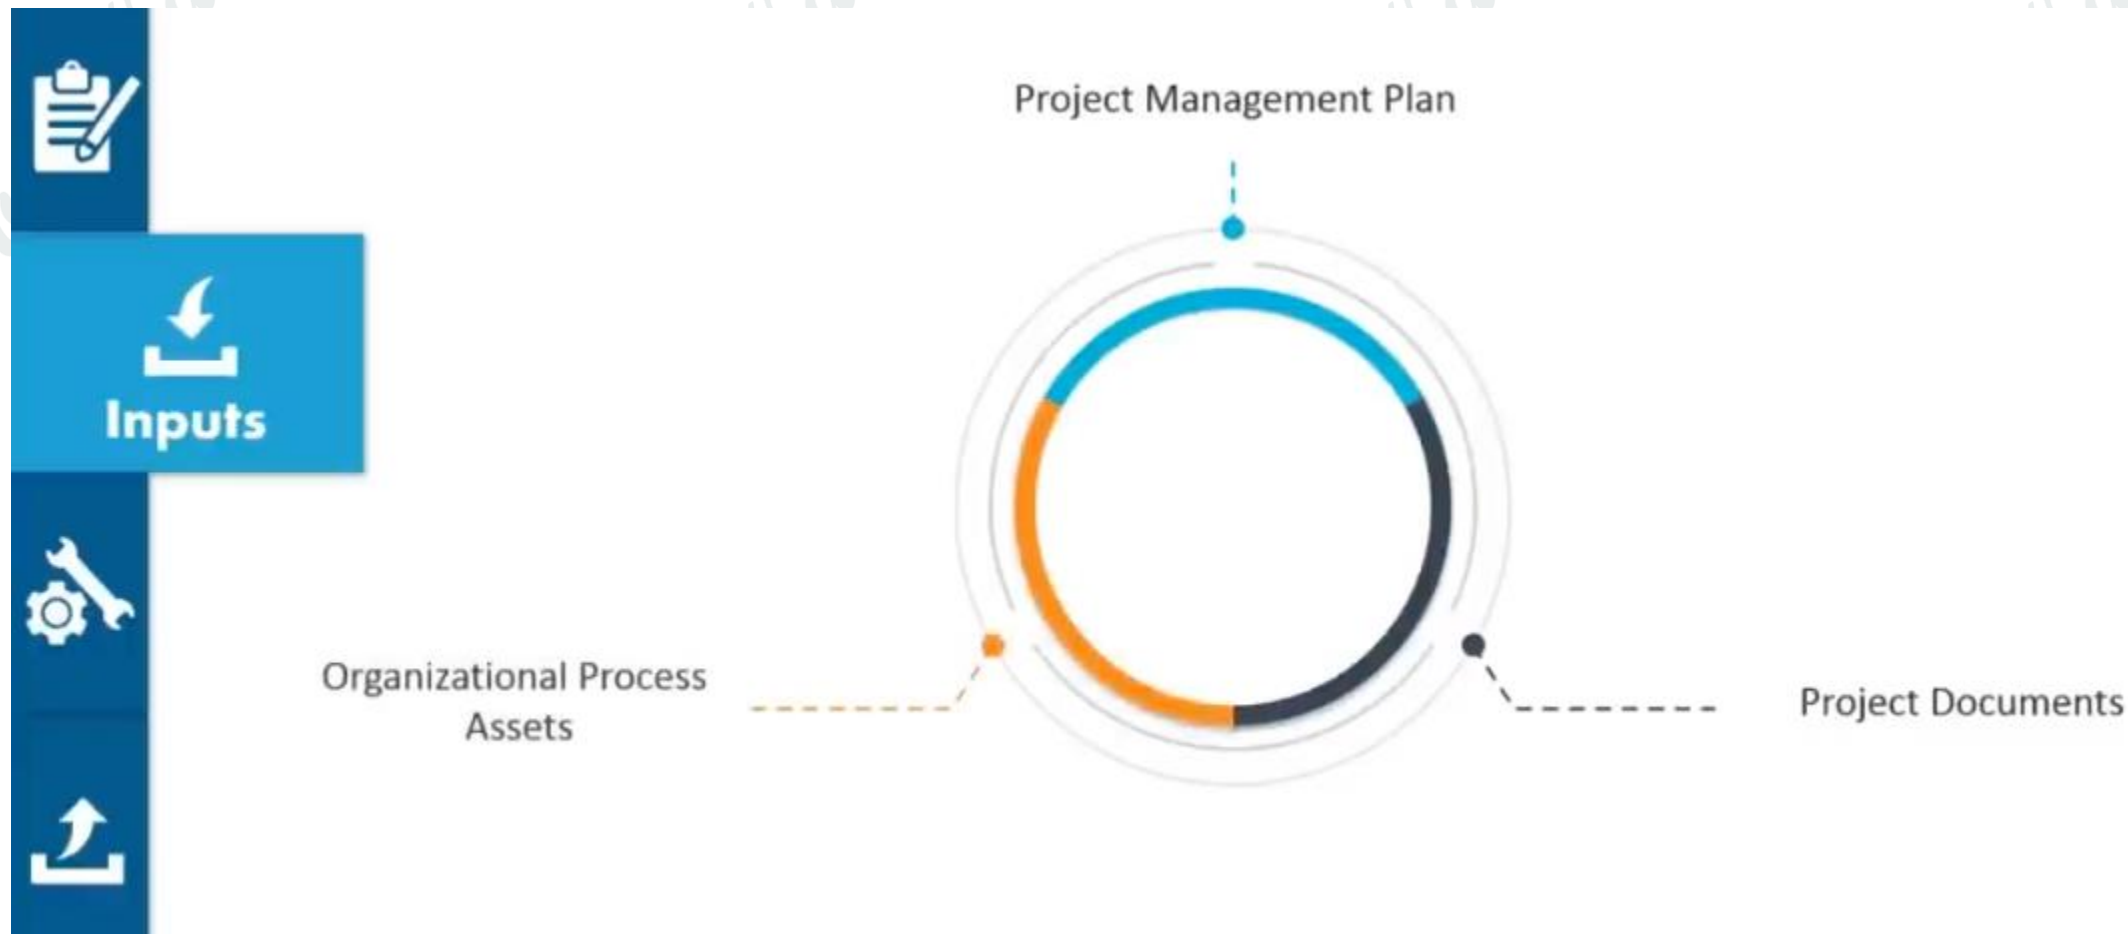 Project Management Plan
Inputs
Organizational Process
Assets
Project Documents